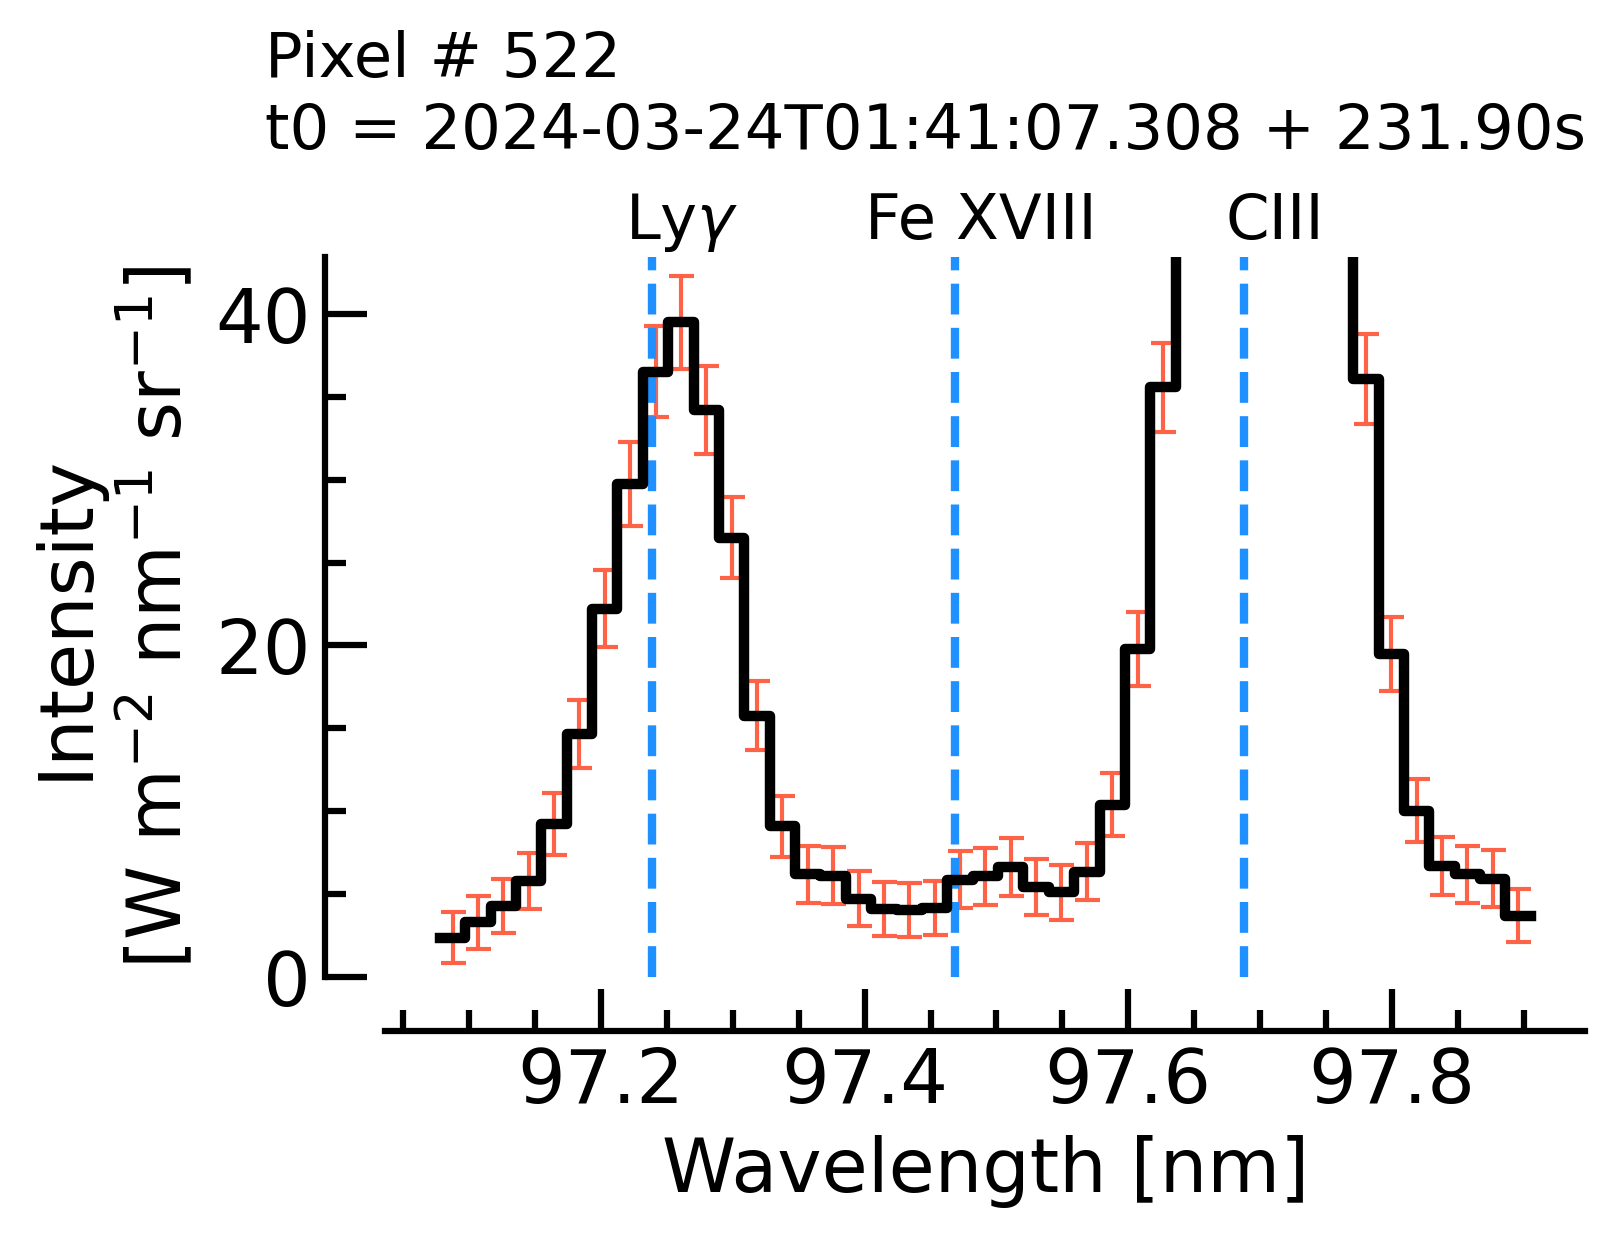 Pixel # 522
t0 = 2024-03-24T01:41:07.308 + 231.90s
Lyγ Fe XVIII CIII
Intensity
[W m⁻² nm⁻¹ sr⁻¹]
40
20
0
97.2 97.4 97.6 97.8
Wavelength [nm]